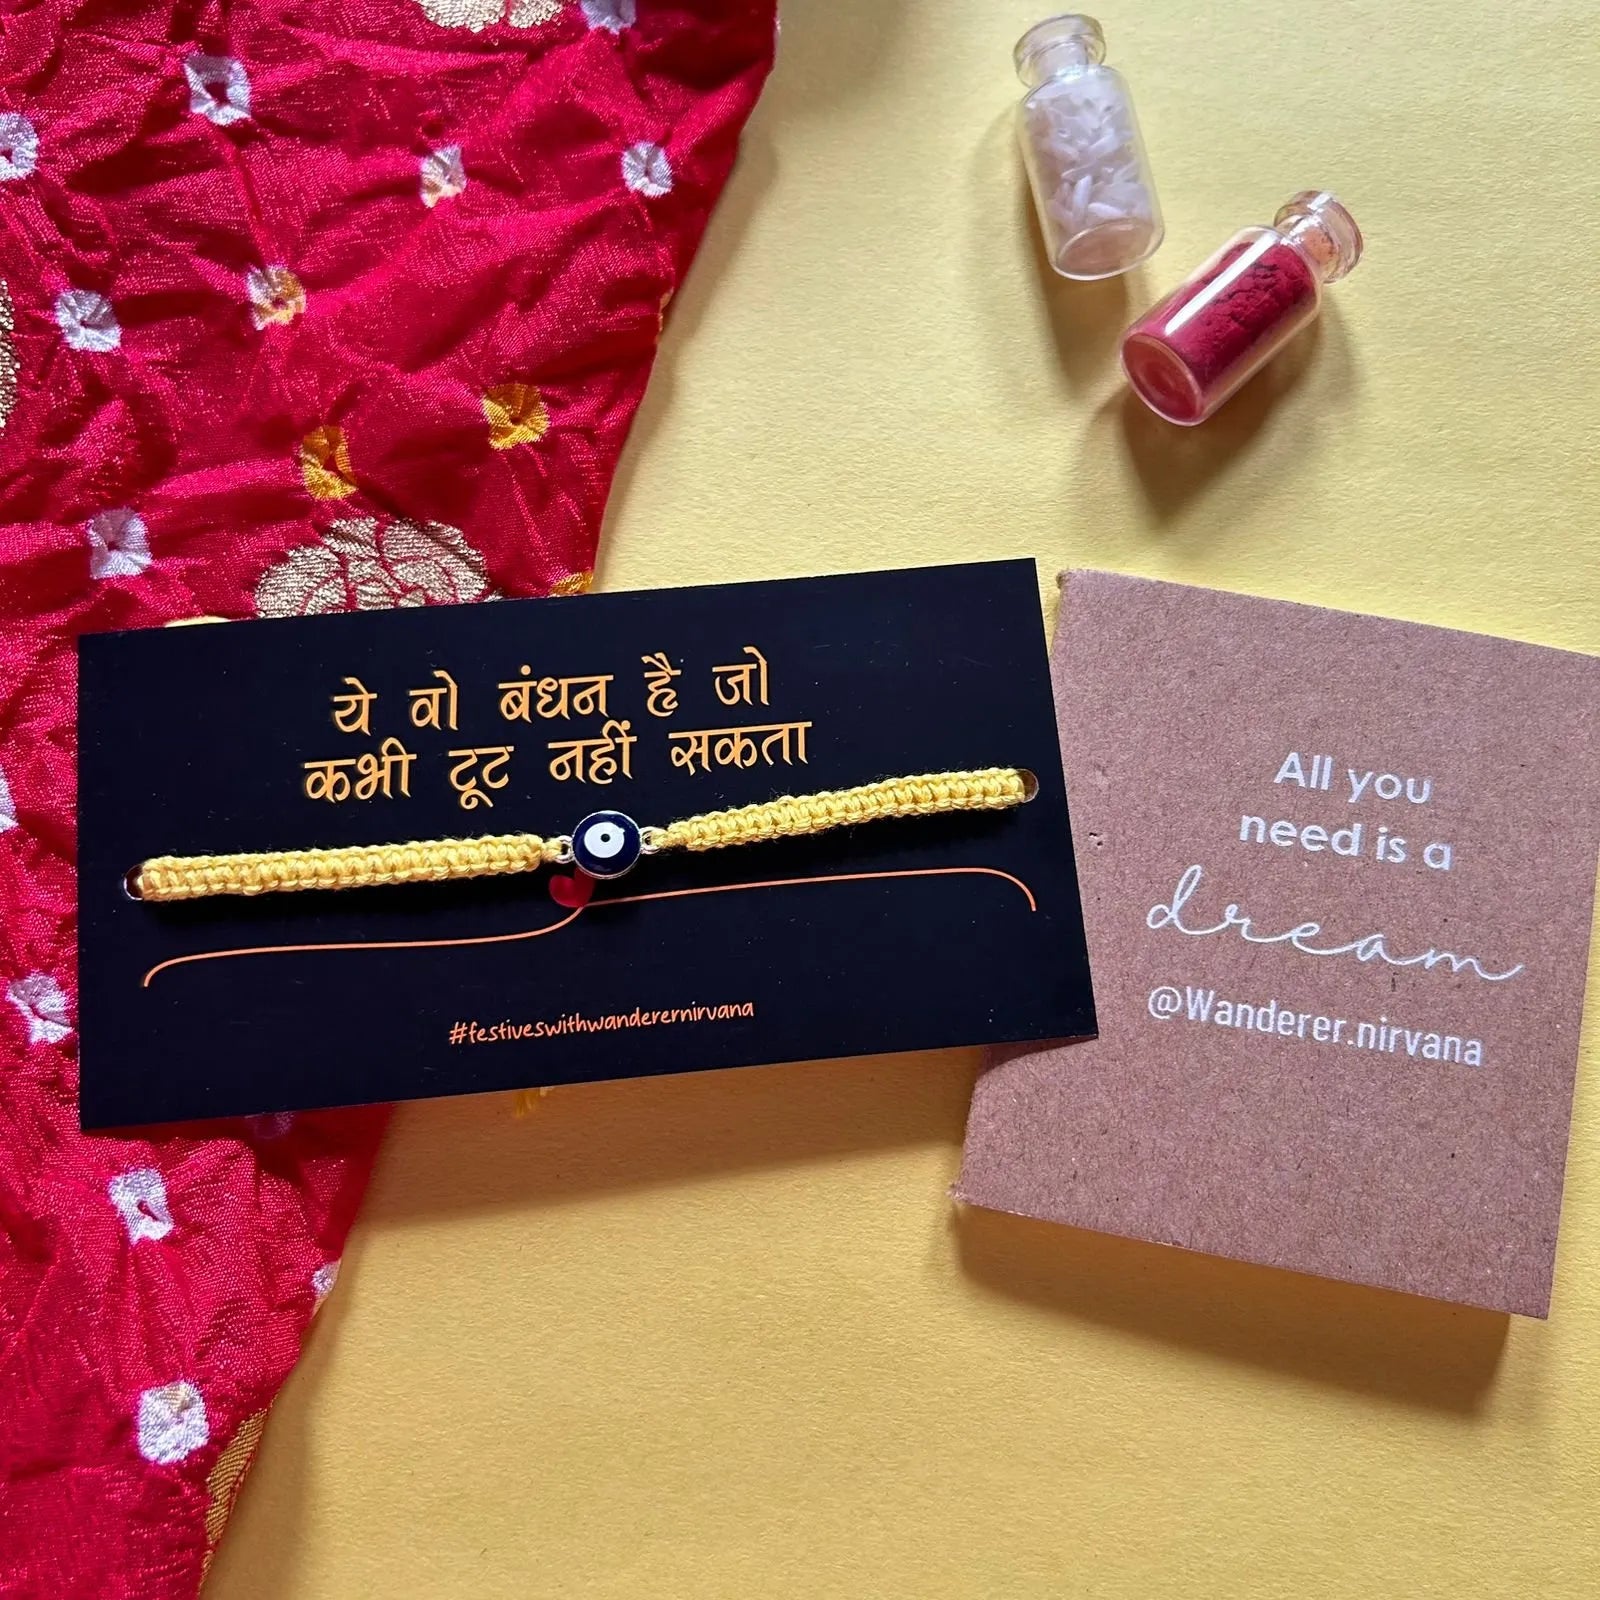 ये वो बंधन है जो
कभी टूट नहीं सकता
#festiveswithwanderernirvana
All you
need is a
dream
@Wanderer.nirvana